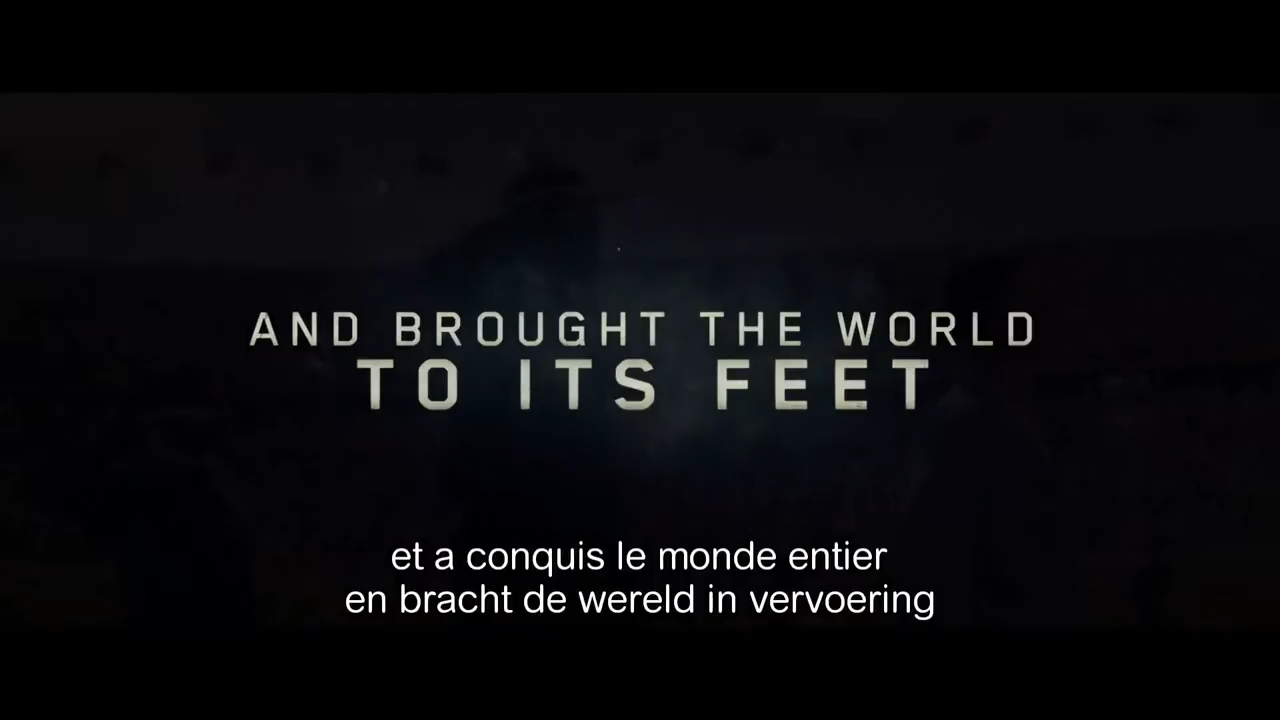 AND BROUGHT THE WORLD
TO ITS FEET
et a conquis le monde entier
en bracht de wereld in vervoering